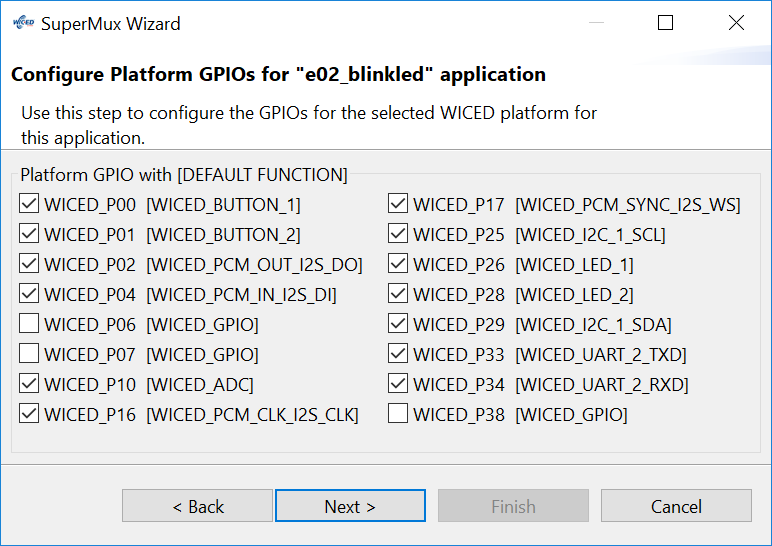 WICED SuperMux Wizard
Configure Platform GPIOs for "e02_blinkled" application
Use this step to configure the GPIOs for the selected WICED platform for
this application.
Platform GPIO with [DEFAULT FUNCTION]
WICED_P00 [WICED_BUTTON_1]
WICED_P01 [WICED_BUTTON_2]
WICED_P02 [WICED_PCM_OUT_I2S_DO]
WICED_P04 [WICED_PCM_IN_I2S_DI]
WICED_P06 [WICED_GPIO]
WICED_P07 [WICED_GPIO]
WICED_P10 [WICED_ADC]
WICED_P16 [WICED_PCM_CLK_I2S_CLK]
WICED_P17 [WICED_PCM_SYNC_I2S_WS]
WICED_P25 [WICED_I2C_1_SCL]
WICED_P26 [WICED_LED_1]
WICED_P28 [WICED_LED_2]
WICED_P29 [WICED_I2C_1_SDA]
WICED_P33 [WICED_UART_2_TXD]
WICED_P34 [WICED_UART_2_RXD]
WICED_P38 [WICED_GPIO]
< Back Next > Finish Cancel